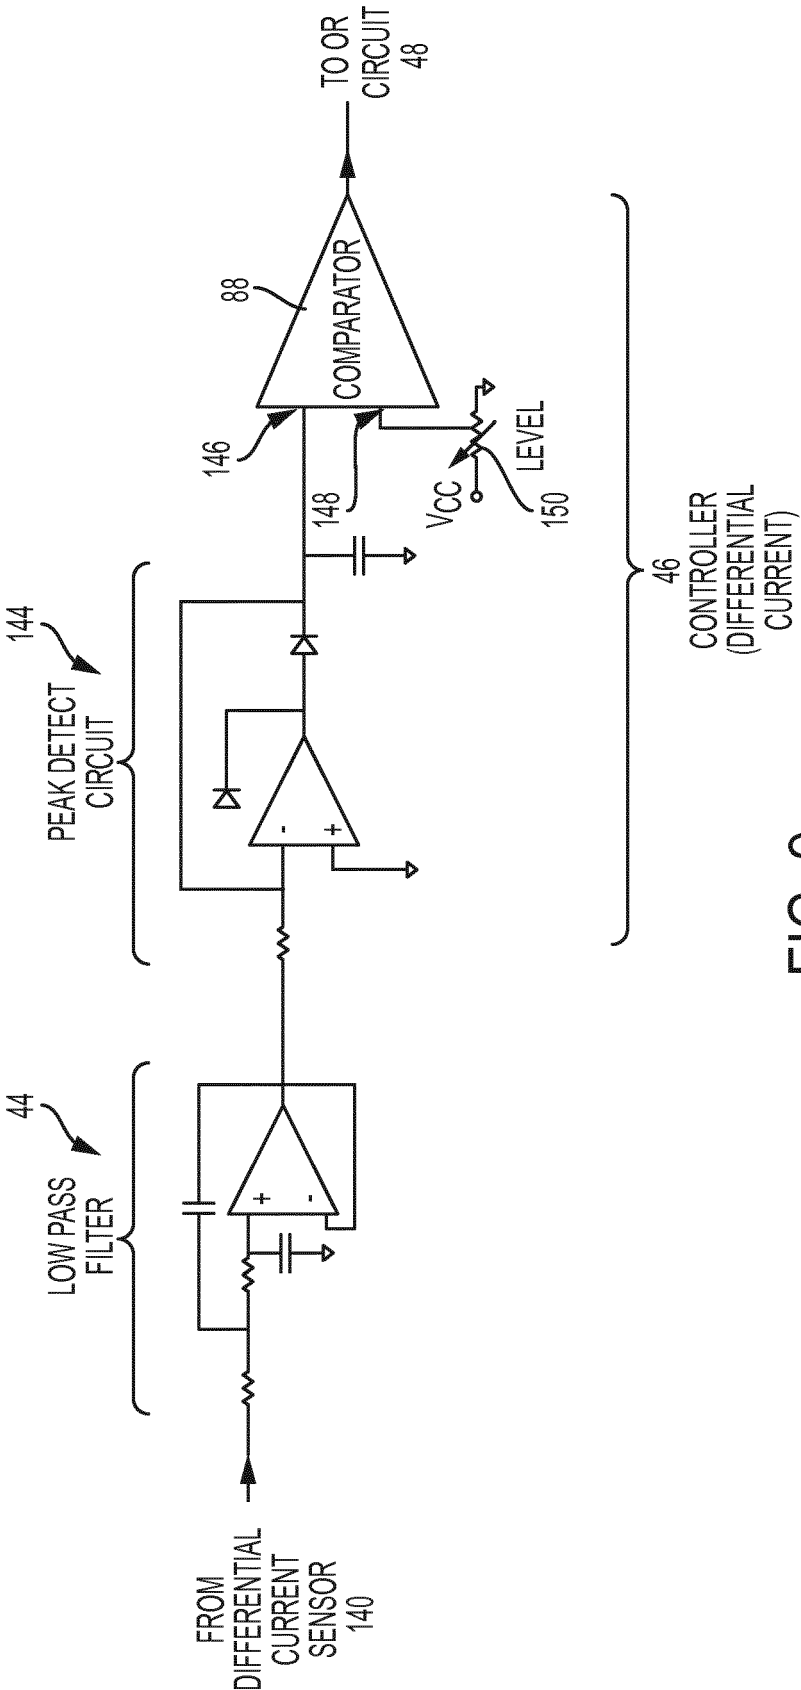 FROM
DIFFERENTIAL
CURRENT
SENSOR
140
LOW PASS
FILTER
44
+
-
PEAK DETECT
CIRCUIT
144
-
+
146
148
88
COMPARATOR
VCC
150
LEVEL
TO OR
CIRCUIT
48
46
CONTROLLER
(DIFFERENTIAL
CURRENT)
FIG.